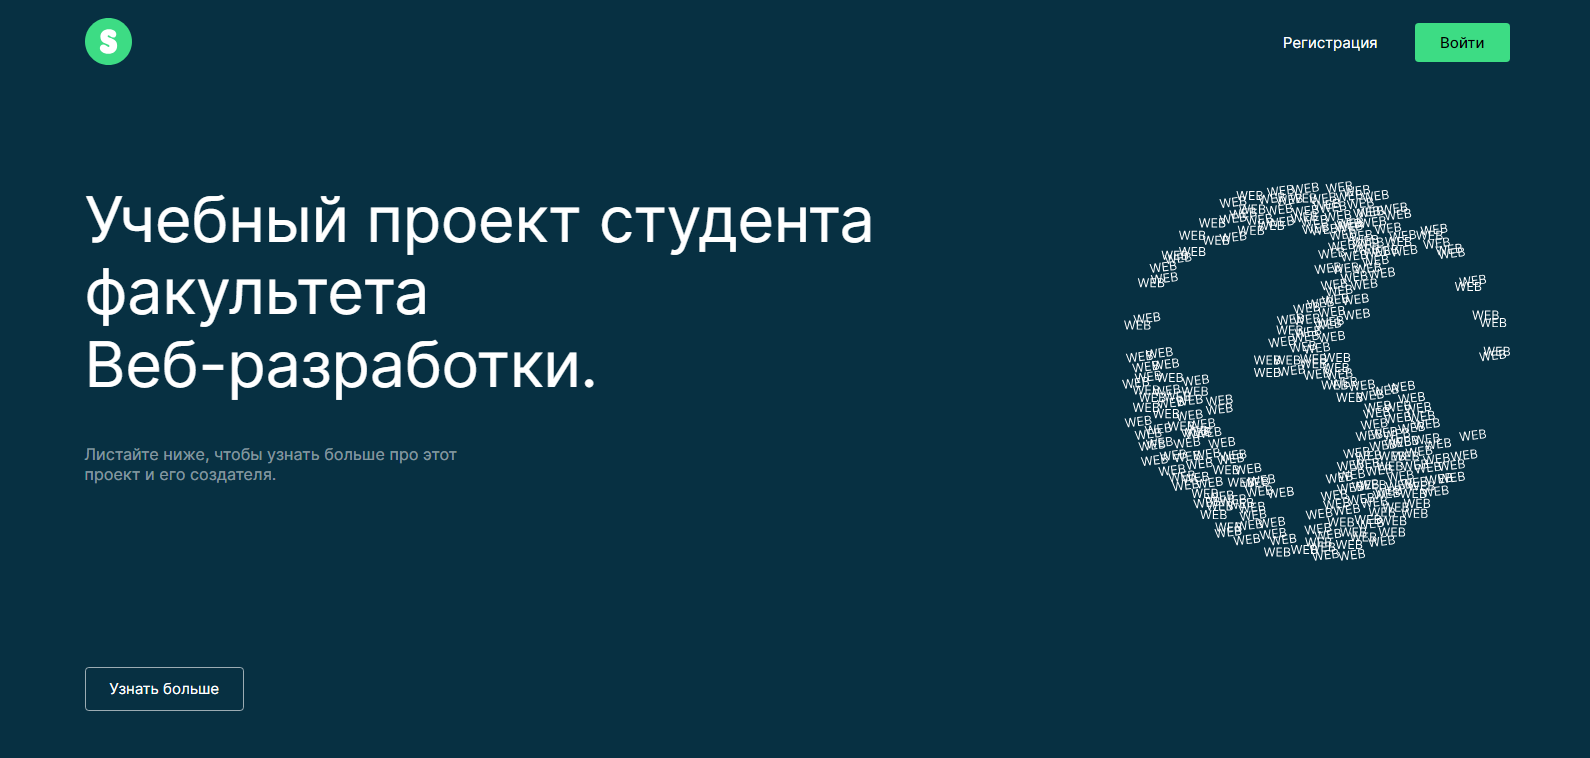 S
Регистрация
Войти
Учебный проект студента
факультета
Веб-разработки.
Листайте ниже, чтобы узнать больше про этот
проект и его создателя.
WEB
Узнать больше